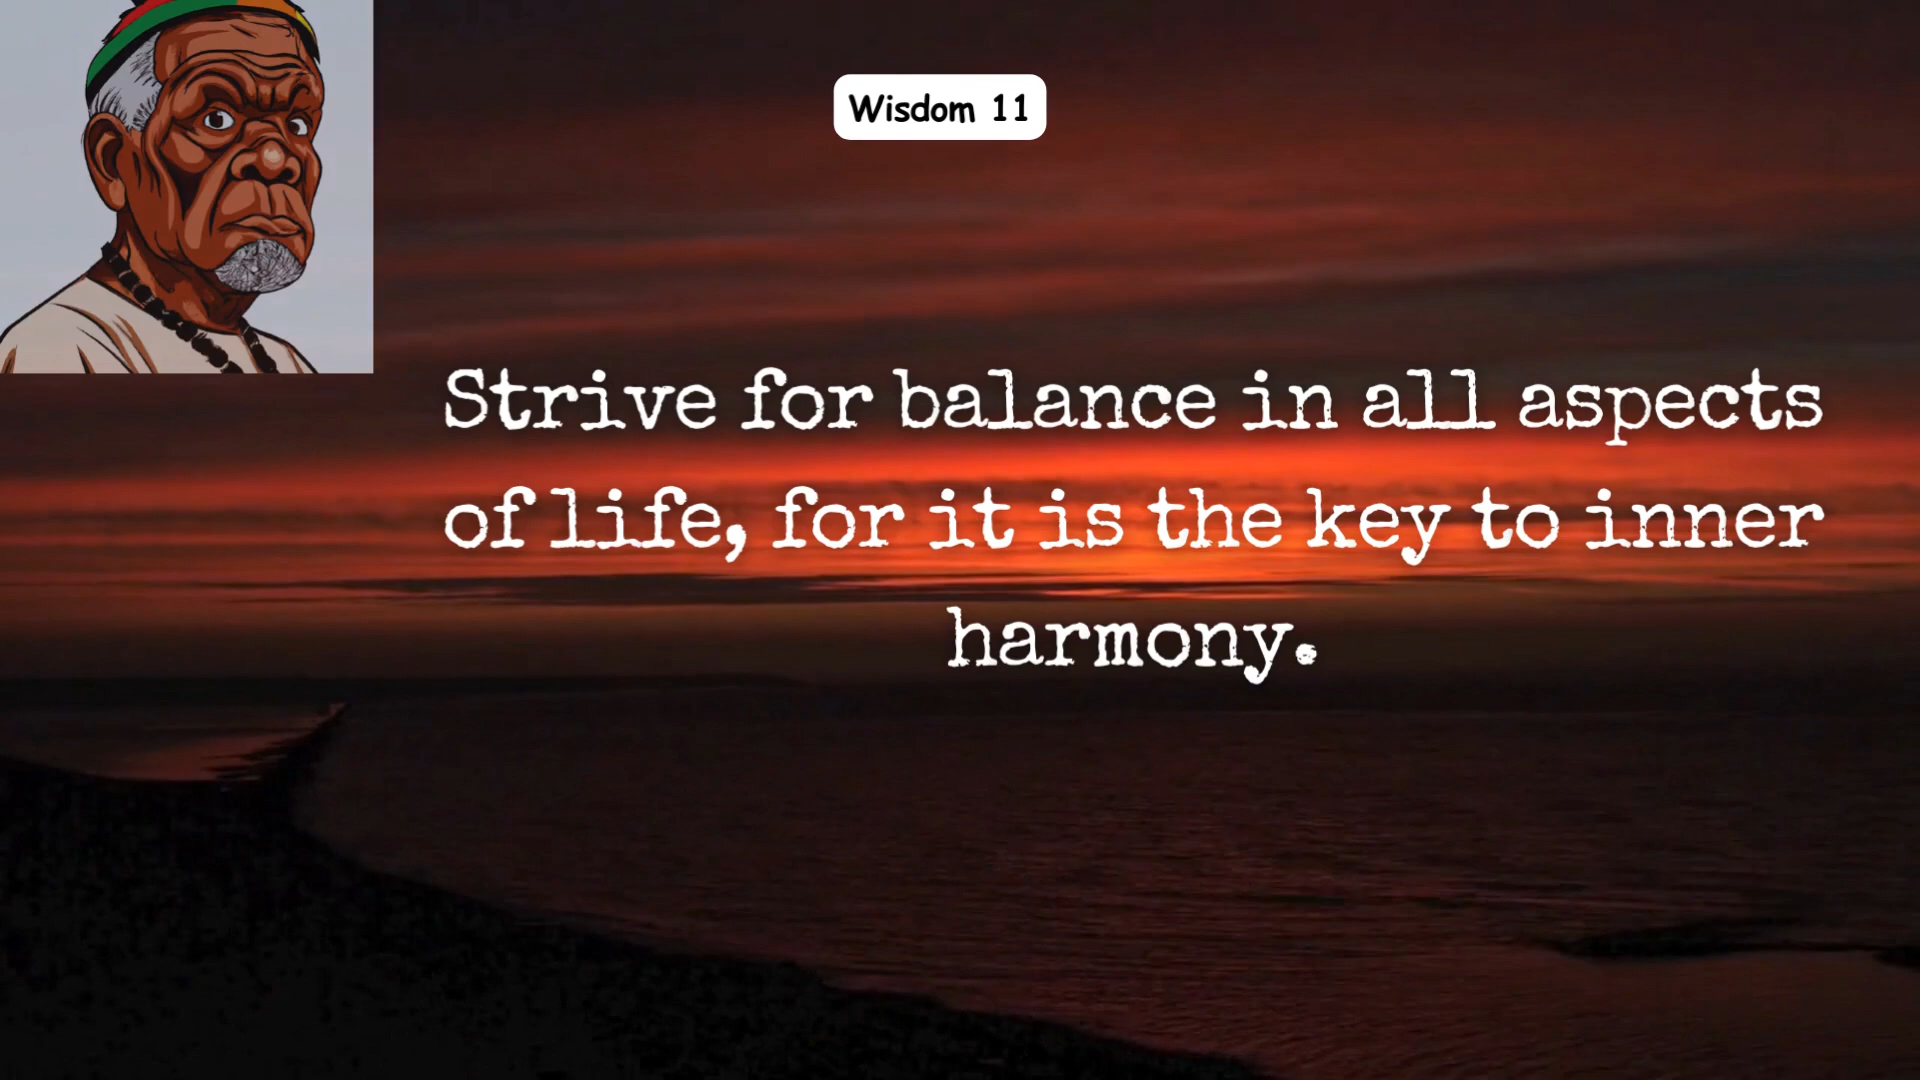 Wisdom 11
Strive for balance in all aspects
of life, for it is the key to inner
harmony.